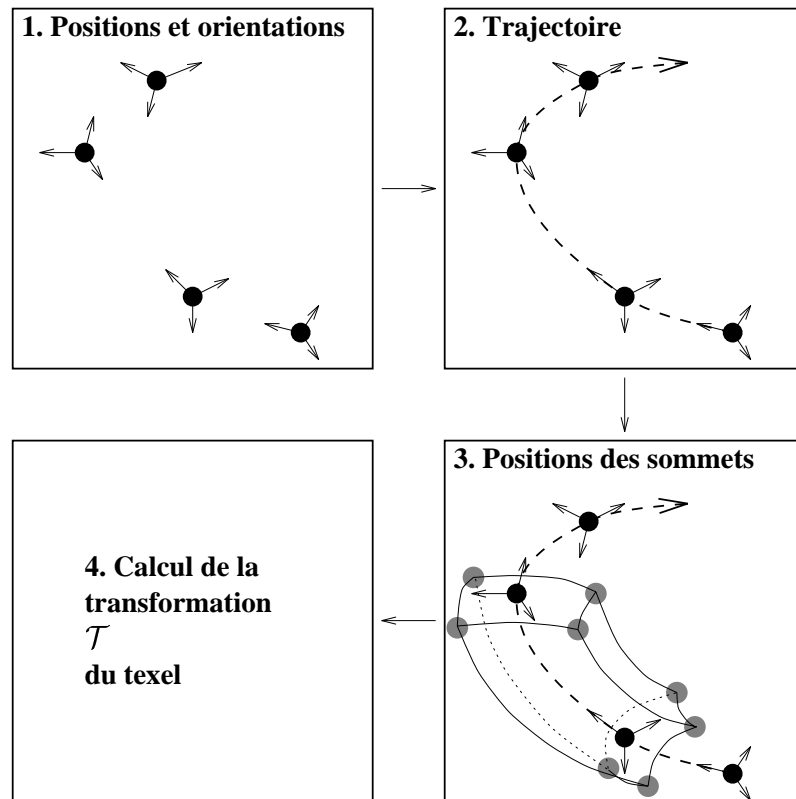 1. Positions et orientations
2. Trajectoire
3. Positions des sommets
4. Calcul de la
transformation
𝒯
du texel